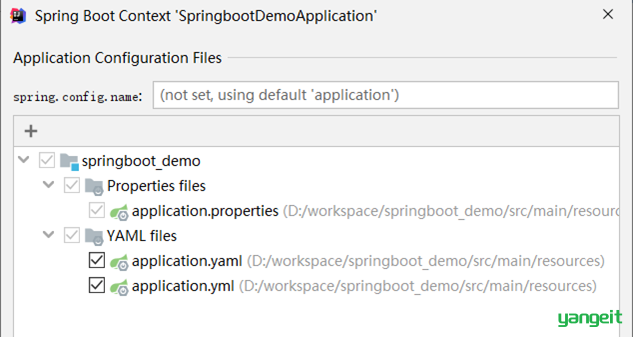 Spring Boot Context 'SpringbootDemoApplication'
Application Configuration Files
spring.config.name: (not set, using default 'application')
springboot_demo
Properties files
application.properties (D:/workspace/springboot_demo/src/main/resourc
YAML files
application.yaml (D:/workspace/springboot_demo/src/main/resources)
application.yml (D:/workspace/springboot_demo/src/main/resources)
yangeit